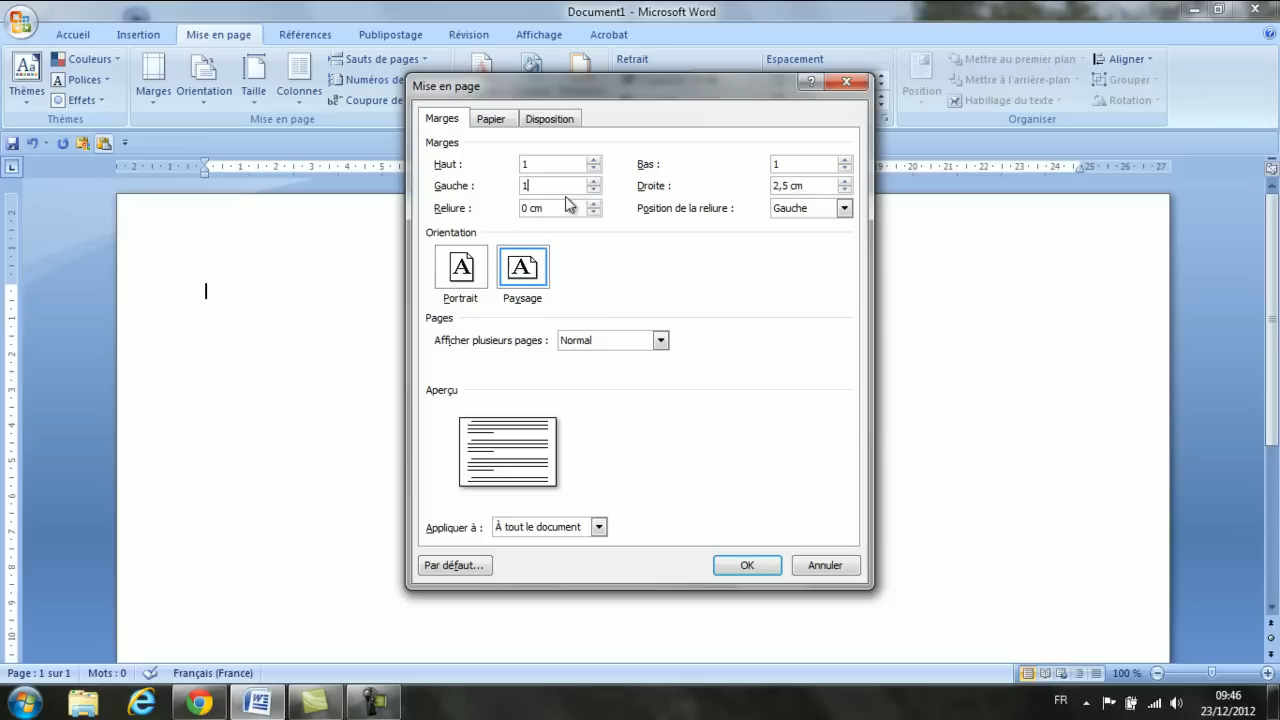 Document1 - Microsoft Word
Accueil Insertion Mise en page Références Publipostage Révision Affichage Acrobat
Thèmes Couleurs Polices Effets
Marges Orientation Taille Colonnes
Sauts de pages
Numéros de
Coupure de
Retrait Espacement
Position
Mettre au premier plan
Mettre à l'arrière-plan
Habillage du texte
Aligner
Grouper
Rotation
Thèmes Mise en page Organiser
Mise en page
Marges Papier Disposition
Marges
Haut : 1 Bas : 1
Gauche : 1 Droite : 2,5 cm
Reliure : 0 cm Position de la reliure : Gauche
Orientation
A A
Portrait Paysage
Pages
Afficher plusieurs pages : Normal
Aperçu
Appliquer à : À tout le document
Par défaut... OK Annuler
Page : 1 sur 1 Mots : 0 Français (France) 100 %
FR 09:46
23/12/2012